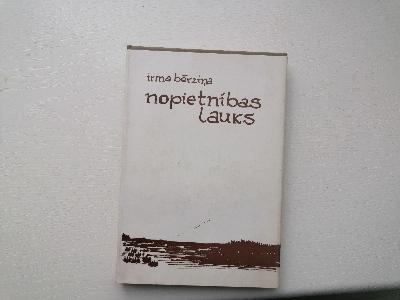 irma bērziņa
nopietnības
lauks